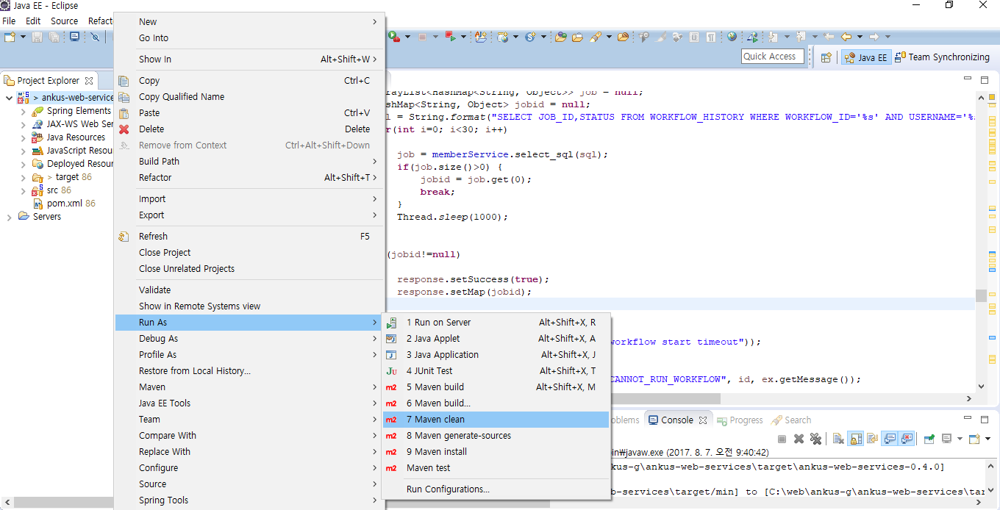 Java EE - Eclipse
File Edit Source Refact
Quick Access
Java EE
Team Synchronizing
Project Explorer
> ankus-web-service
Spring Elements
JAX-WS Web Ser
Java Resources
JavaScript Resou
Deployed Resour
> target 86
src 86
pom.xml 86
Servers
New
Go Into
Show In Alt+Shift+W >
Copy Ctrl+C
Copy Qualified Name
Paste Ctrl+V
Delete Delete
Remove from Context Ctrl+Alt+Shift+Down
Build Path
Refactor Alt+Shift+T >
Import
Export
Refresh F5
Close Project
Close Unrelated Projects
Validate
Show in Remote Systems view
Run As
Debug As
Profile As
Restore from Local History...
Maven
Java EE Tools
Team
Compare With
Replace With
Configure
Source
Spring Tools
1 Run on Server Alt+Shift+X, R
2 Java Applet Alt+Shift+X, A
3 Java Application Alt+Shift+X, J
4 JUnit Test Alt+Shift+X, T
5 Maven build Alt+Shift+X, M
6 Maven build...
7 Maven clean
8 Maven generate-sources
9 Maven install
Maven test
Run Configurations...
rayList<HashMap<String, Object>> job = null;
shMap<String, Object> jobid = null;
l = String.format("SELECT JOB_ID,STATUS FROM WORKFLOW_HISTORY WHERE WORKFLOW_ID='%s' AND USERNAME='%
r(int i=0; i<30; i++)
job = memberService.select_sql(sql);
if(job.size()>0) {
jobid = job.get(0);
break;
}
Thread.sleep(1000);
(jobid!=null)
response.setSuccess(true);
response.setMap(jobid);
workflow start timeout"));
CANNOT_RUN_WORKFLOW", id, ex.getMessage());
oblems
Console
Progress
Search
in₩javaw.exe (2017. 8. 7. 오전 9:40:42)
kus-g\ankus-web-services\target\ankus-web-services-0.4.0]
b-services\target/min] to [C:\web\ankus-g\ankus-web-services\tar